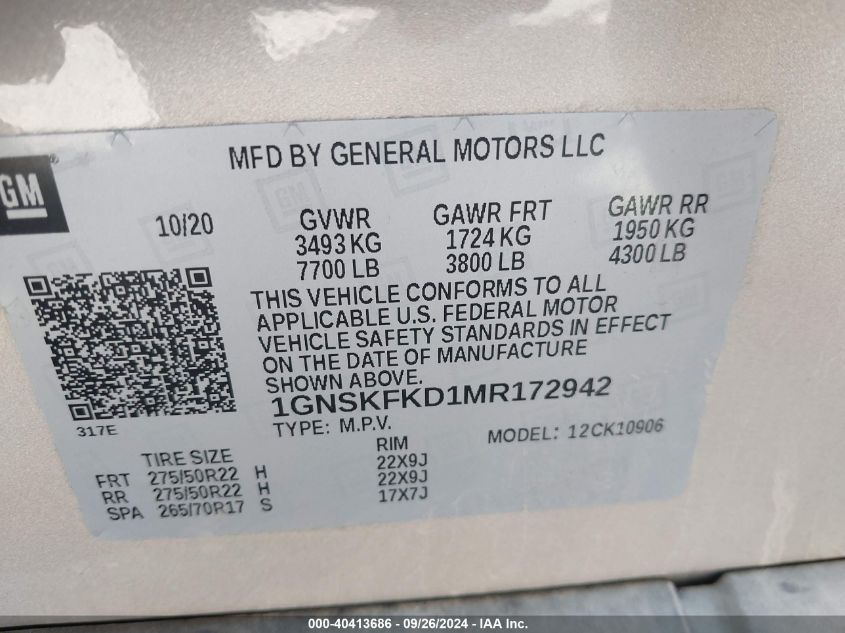 MFD BY GENERAL MOTORS LLC
GM
10/20
GVWR
3493 KG
7700 LB
GAWR FRT
1724 KG
3800 LB
GAWR RR
1950 KG
4300 LB
THIS VEHICLE CONFORMS TO ALL
APPLICABLE U.S. FEDERAL MOTOR
VEHICLE SAFETY STANDARDS IN EFFECT
ON THE DATE OF MANUFACTURE
SHOWN ABOVE.
1GNSKFKD1MR172942
317E
TYPE: M.P.V.
MODEL: 12CK10906
TIRE SIZE
RIM
FRT 275/50R22 H 22X9J
RR 275/50R22 H 22X9J
SPA 265/70R17 S 17X7J
000-40413686 - 09/26/2024 - IAA Inc.